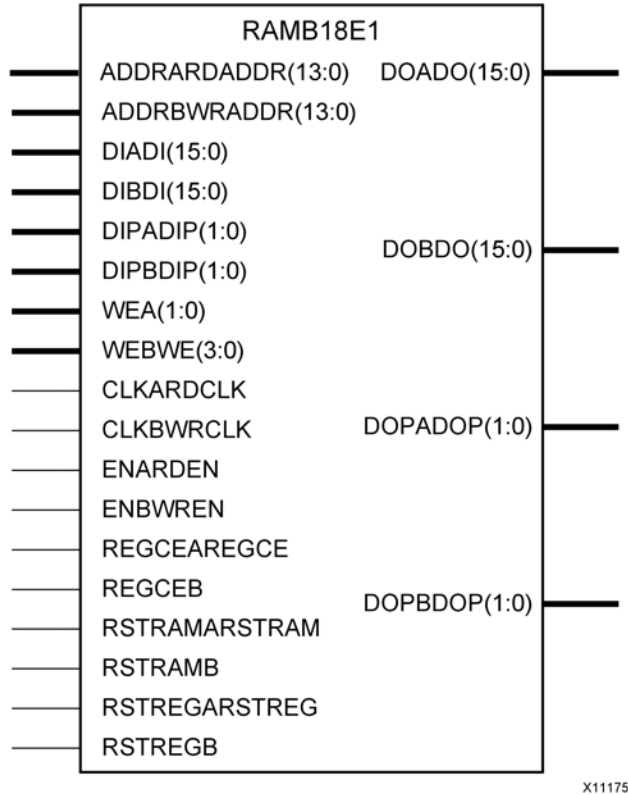 RAMB18E1
ADDRARDADDR(13:0) DOADO(15:0)
ADDRBWRADDR(13:0)
DIADI(15:0)
DIBDI(15:0)
DIPADIP(1:0)
DOBDO(15:0)
DIPBDIP(1:0)
WEA(1:0)
WEBWE(3:0)
CLKARDCLK
CLKBWRCLK DOPADOP(1:0)
ENARDEN
ENBWREN
REGCEAREGCE
REGCEB
DOPBDOP(1:0)
RSTRAMARSTRAM
RSTRAMB
RSTREGARSTREG
RSTREGB
X11175